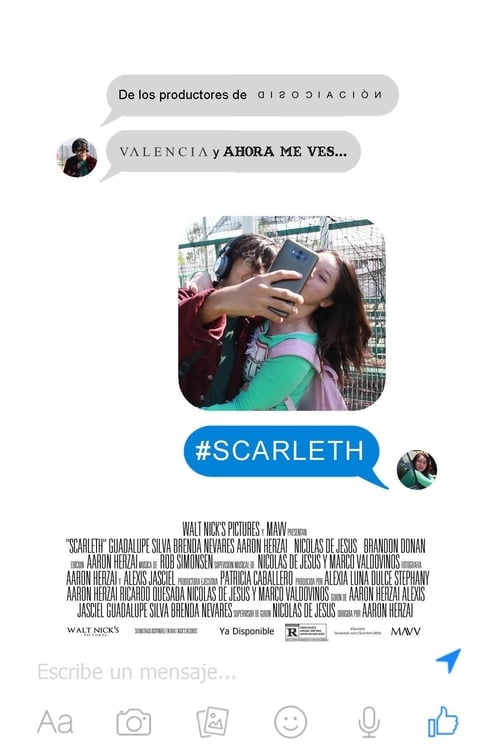 De los productores de DISOCIACIÓN
VALENCIA y AHORA ME VES...
#SCARLETH
WALT NICK'S PICTURES Y MAVV PRESENTAN
"SCARLETH" GUADALUPE SILVA BRENDA NEVARES AARON HERZAI NICOLAS DE JESUS BRANDON DONAN
EDICION AARON HERZAI MUSICA DE ROB SIMONSEN SUPERVISION MUSICAL DE NICOLAS DE JESUS Y MARCO VALDOVINOS FOTOGRAFIA
AARON HERZAI Y ALEXIS JASCIEL PRODUCTORA EJECUTIVA PATRICIA CABALLERO PRODUCIDA POR ALEXIA LUNA DULCE STEPHANY
AARON HERZAI RICARDO QUESADA NICOLAS DE JESUS Y MARCO VALDOVINOS GUION DE AARON HERZAI ALEXIS
JASCIEL GUADALUPE SILVA BRENDA NEVARES SUPERVISOR DE GUION NICOLAS DE JESUS DIRIGIDA POR AARON HERZAI
WALT NICK'S PICTURES SOUNDTRACK DISPONIBLE EN WALT NICK'S RECORDS Ya Disponible R RESTRICTED MAVV
Escribe un mensaje...
Aa